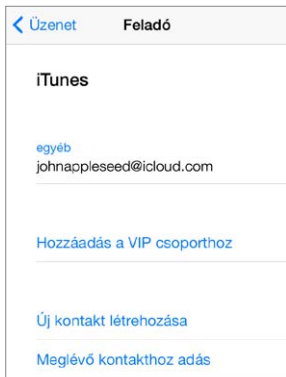 Üzenet Feladó
iTunes
egyéb
johnappleseed@icloud.com
Hozzáadás a VIP csoporthoz
Új kontakt létrehozása
Meglévő kontakthoz adás